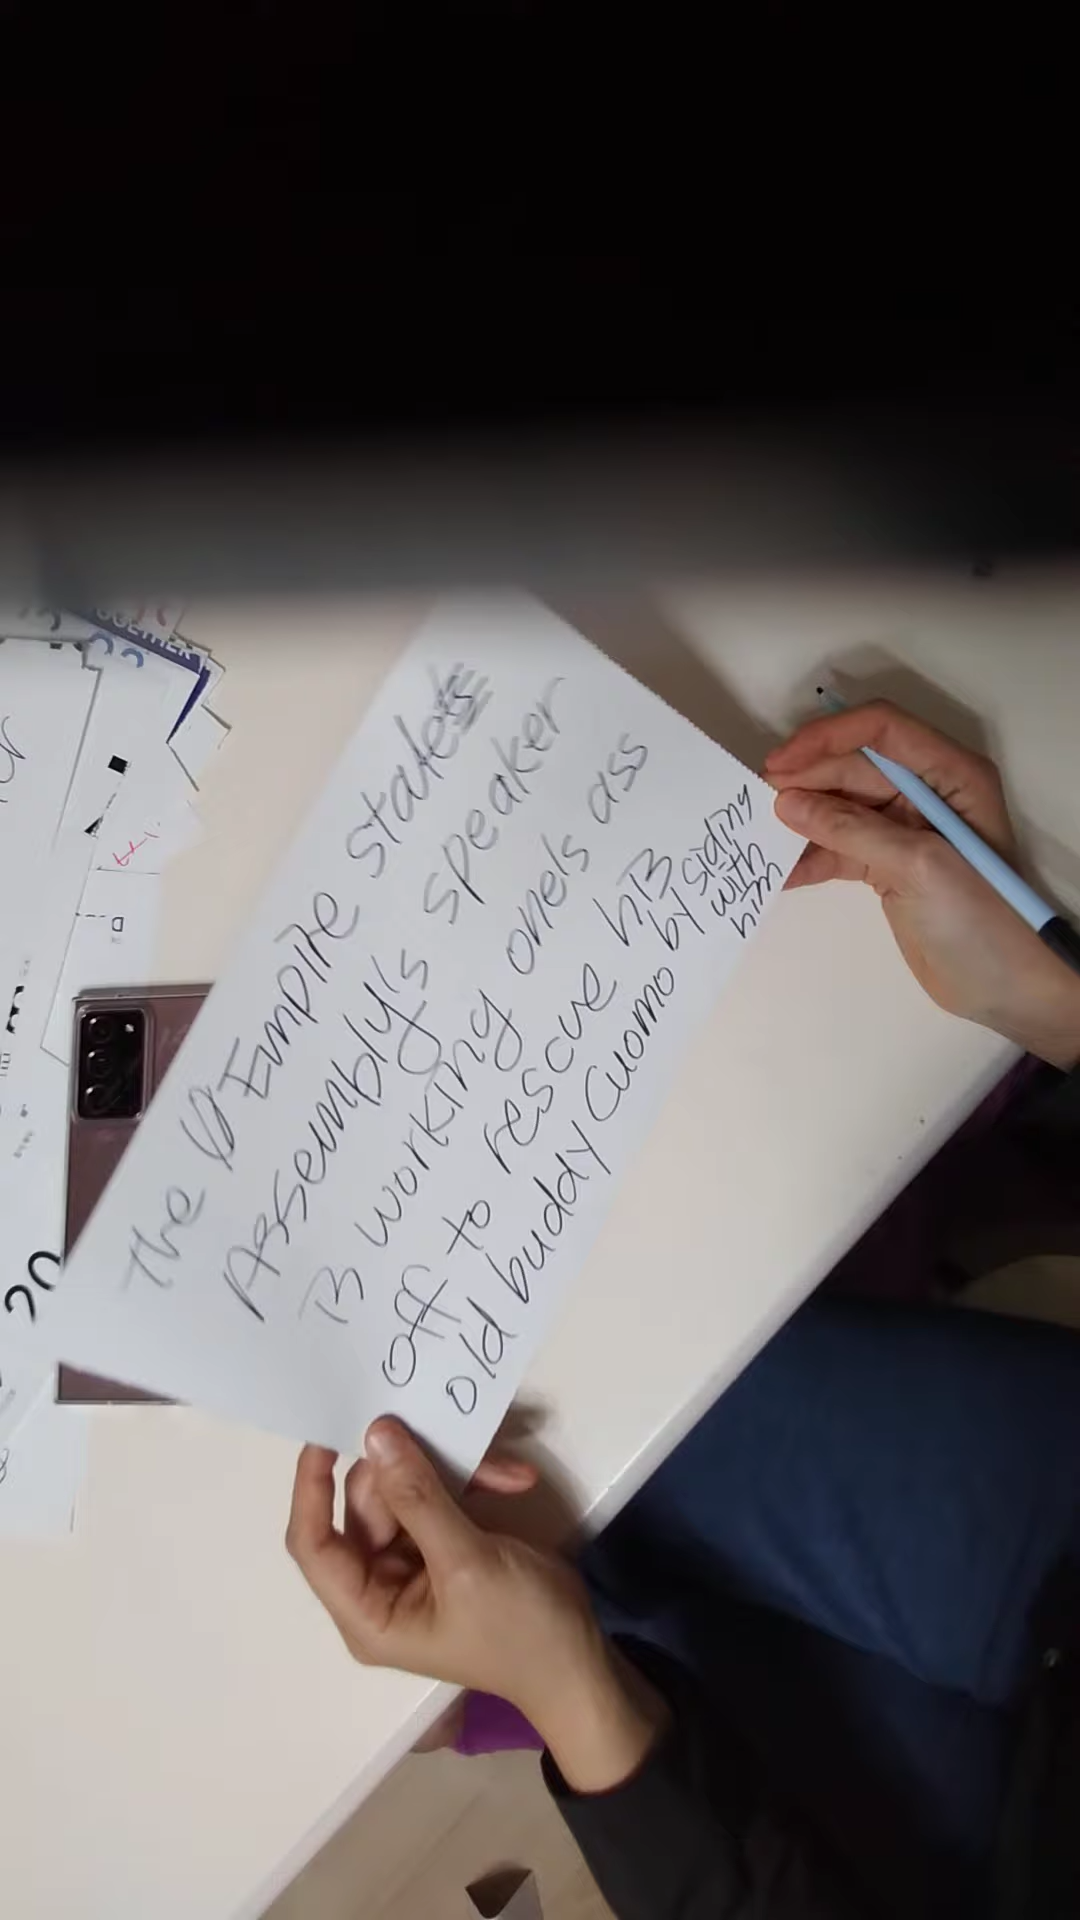 The Empire State's
Assembly's speaker
is working one's ass
off to rescue his
old buddy Cuomo by siding
with
him
TOGETHER